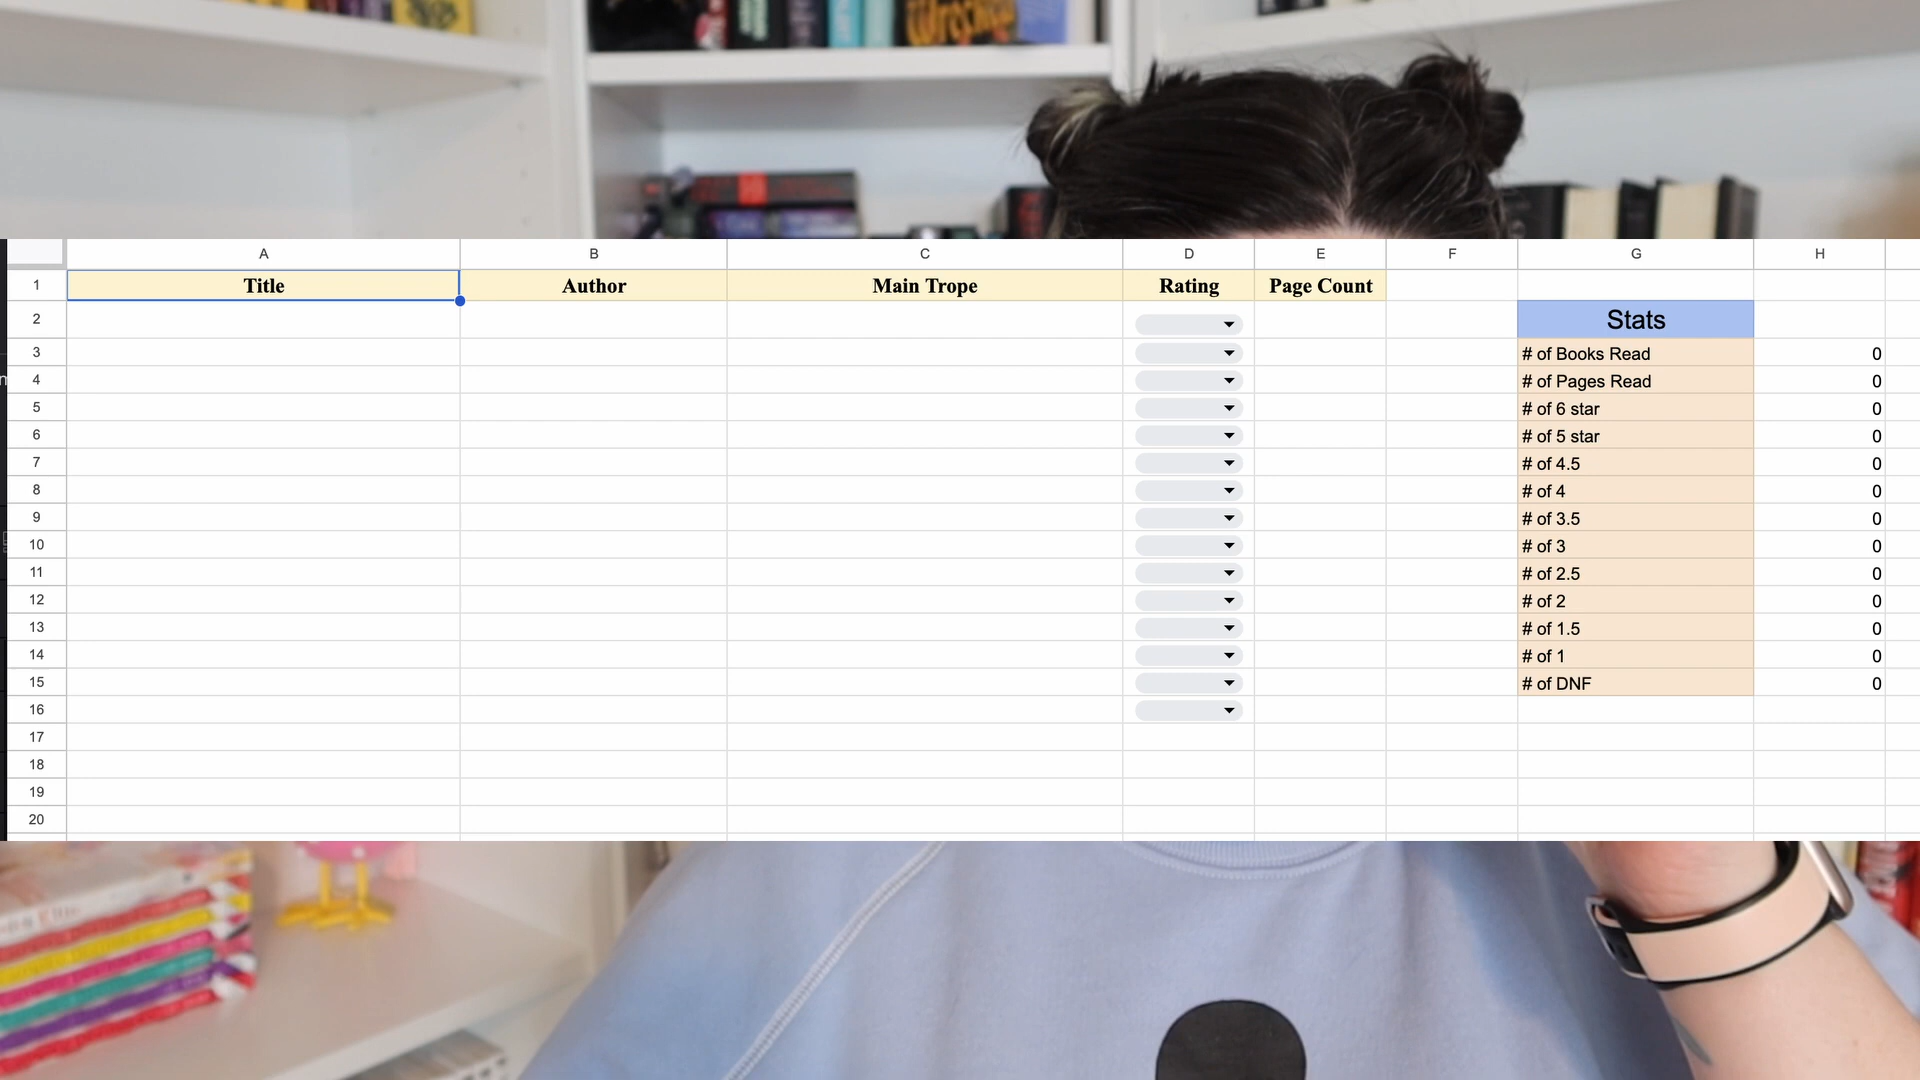 A B C D E F G H
1 Title Author Main Trope Rating Page Count
2 Stats
3 # of Books Read 0
4 # of Pages Read 0
5 # of 6 star 0
6 # of 5 star 0
7 # of 4.5 0
8 # of 4 0
9 # of 3.5 0
10 # of 3 0
11 # of 2.5 0
12 # of 2 0
13 # of 1.5 0
14 # of 1 0
15 # of DNF 0
16
17
18
19
20